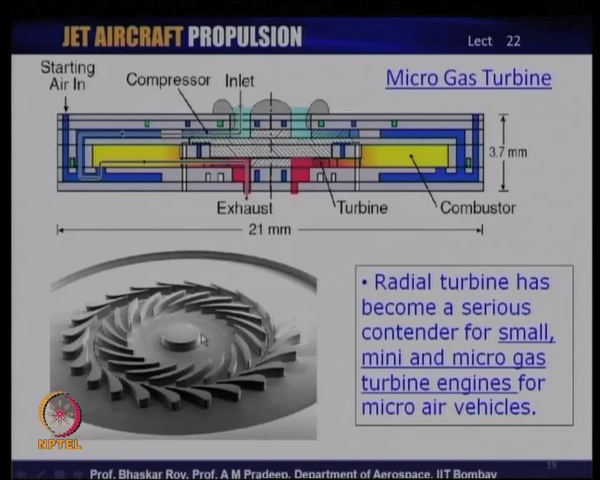 JET AIRCRAFT PROPULSION
Lect 22
Starting
Air In
Compressor
Inlet
Micro Gas Turbine
3.7 mm
Exhaust
Turbine
Combustor
21 mm
• Radial turbine has
become a serious
contender for small,
mini and micro gas
turbine engines for
micro air vehicles.
NPTEL
19
Prof. Bhaskar Roy, Prof. A M Pradeep, Department of Aerospace, IIT Bombay